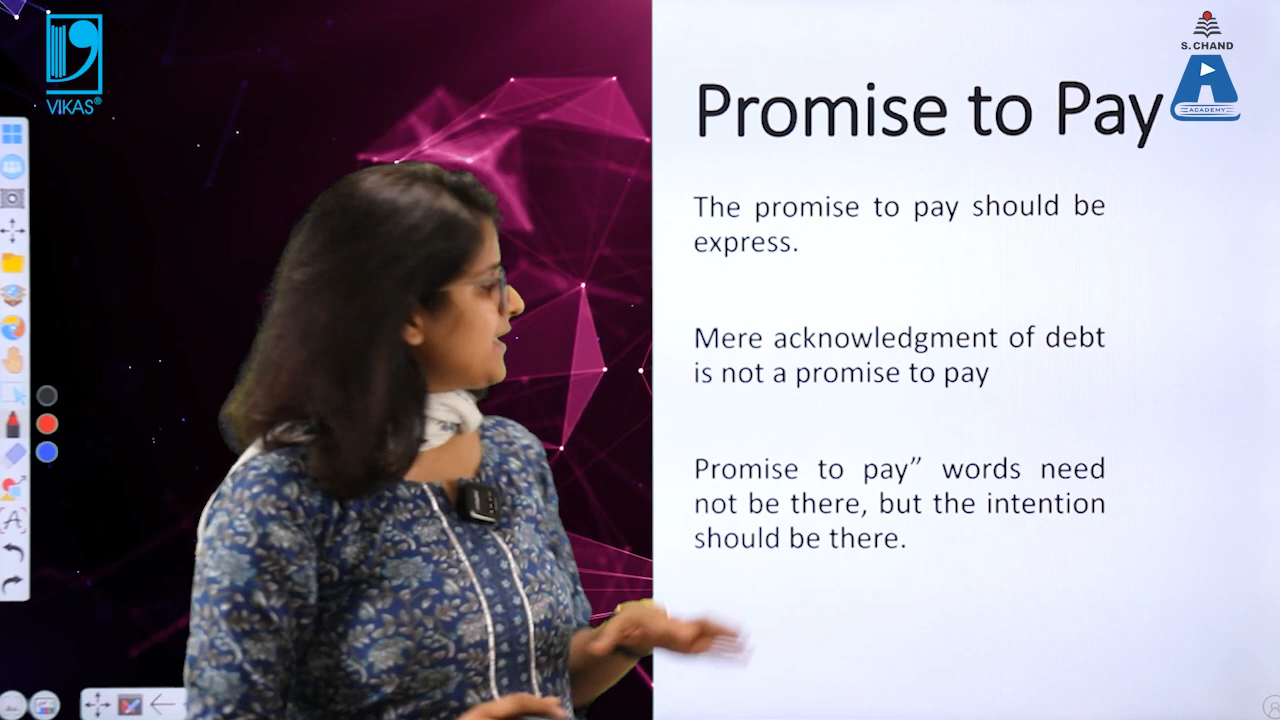 VIKAS®
S.CHAND
ACADEMY
Promise to Pay
The promise to pay should be
express.
Mere acknowledgment of debt
is not a promise to pay
Promise to pay” words need
not be there, but the intention
should be there.